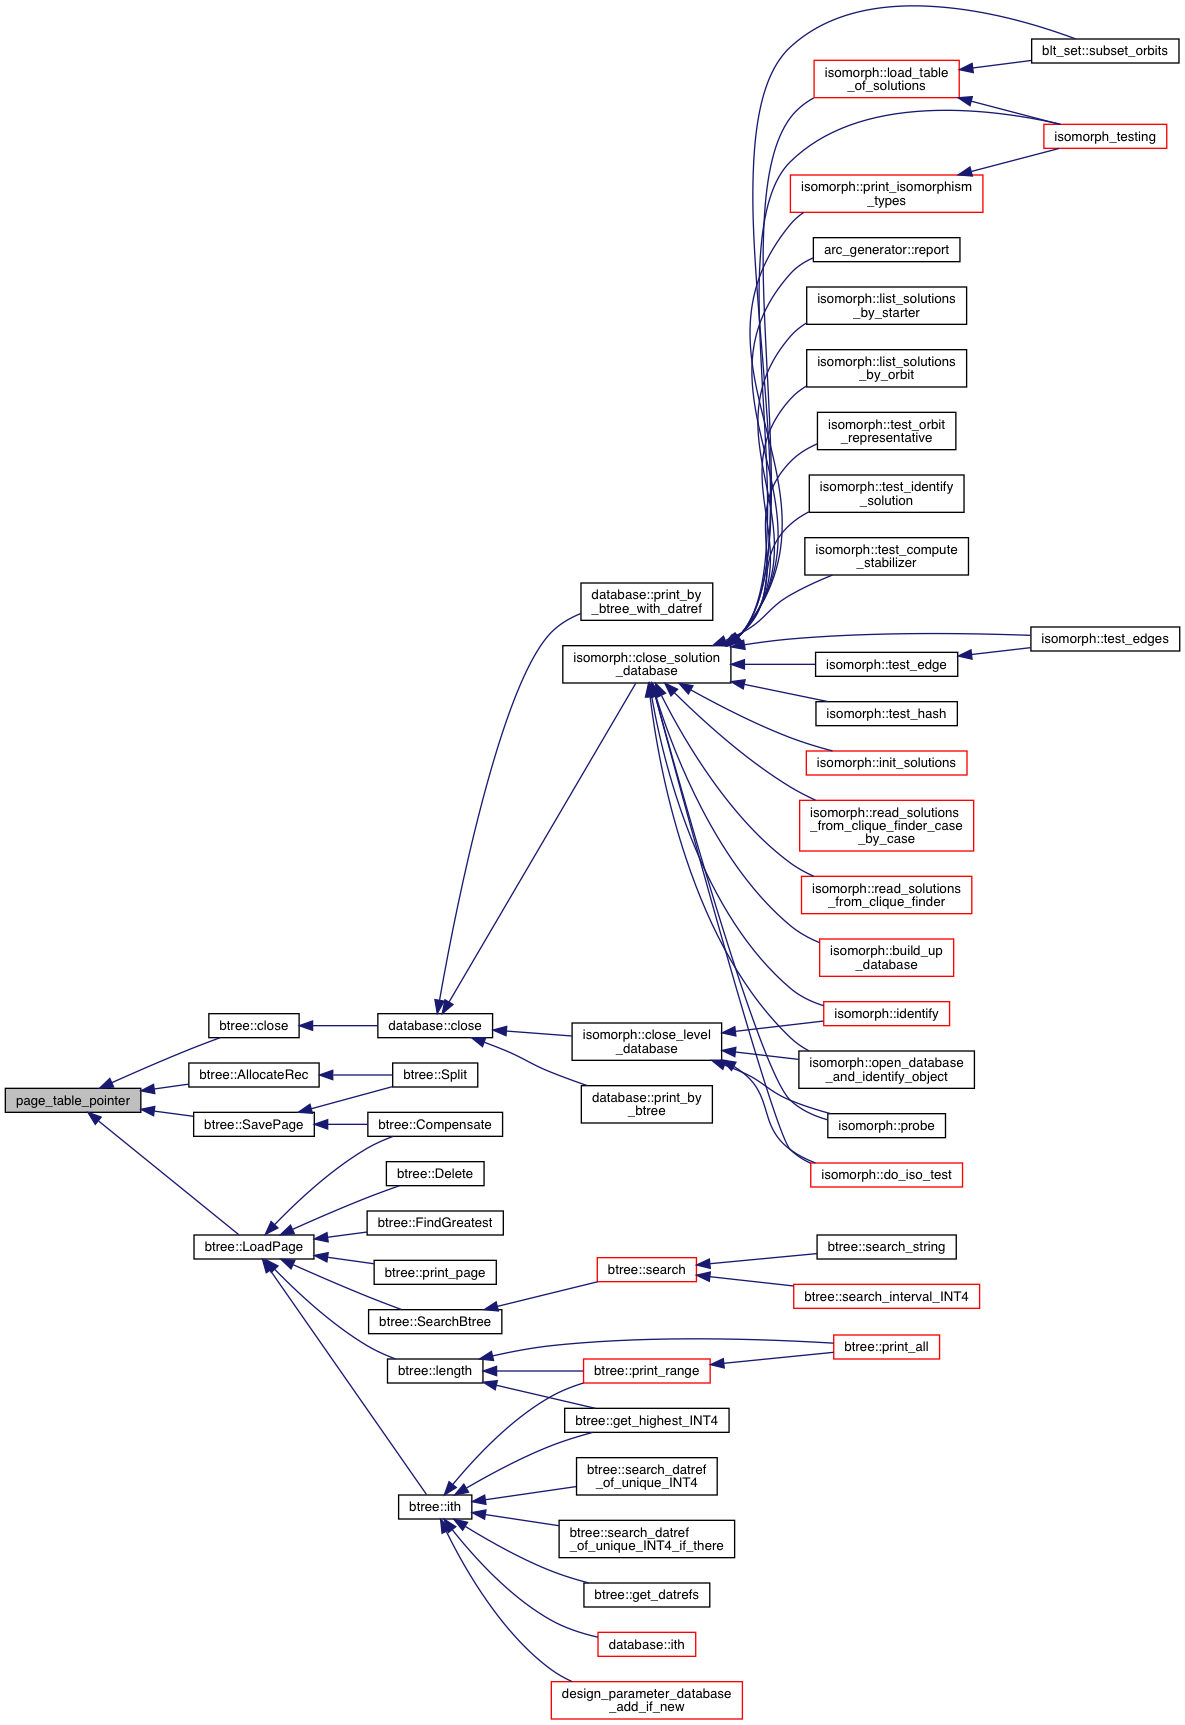 blt_set::subset_orbits
isomorph::load_table
_of_solutions
isomorph_testing
isomorph::print_isomorphism
_types
arc_generator::report
isomorph::list_solutions
_by_starter
isomorph::list_solutions
_by_orbit
isomorph::test_orbit
_representative
isomorph::test_identify
_solution
isomorph::test_compute
_stabilizer
database::print_by
_btree_with_datref
isomorph::test_edges
isomorph::close_solution
_database
isomorph::test_edge
isomorph::test_hash
isomorph::init_solutions
isomorph::read_solutions
_from_clique_finder_case
_by_case
isomorph::read_solutions
_from_clique_finder
isomorph::build_up
_database
isomorph::identify
btree::close
database::close
isomorph::close_level
_database
isomorph::open_database
_and_identify_object
btree::AllocateRec
btree::Split
page_table_pointer
database::print_by
_btree
btree::SavePage
btree::Compensate
isomorph::probe
btree::Delete
isomorph::do_iso_test
btree::FindGreatest
btree::LoadPage
btree::search_string
btree::print_page
btree::search
btree::search_interval_INT4
btree::SearchBtree
btree::print_all
btree::length
btree::print_range
btree::get_highest_INT4
btree::search_datref
_of_unique_INT4
btree::ith
btree::search_datref
_of_unique_INT4_if_there
btree::get_datrefs
database::ith
design_parameter_database
_add_if_new